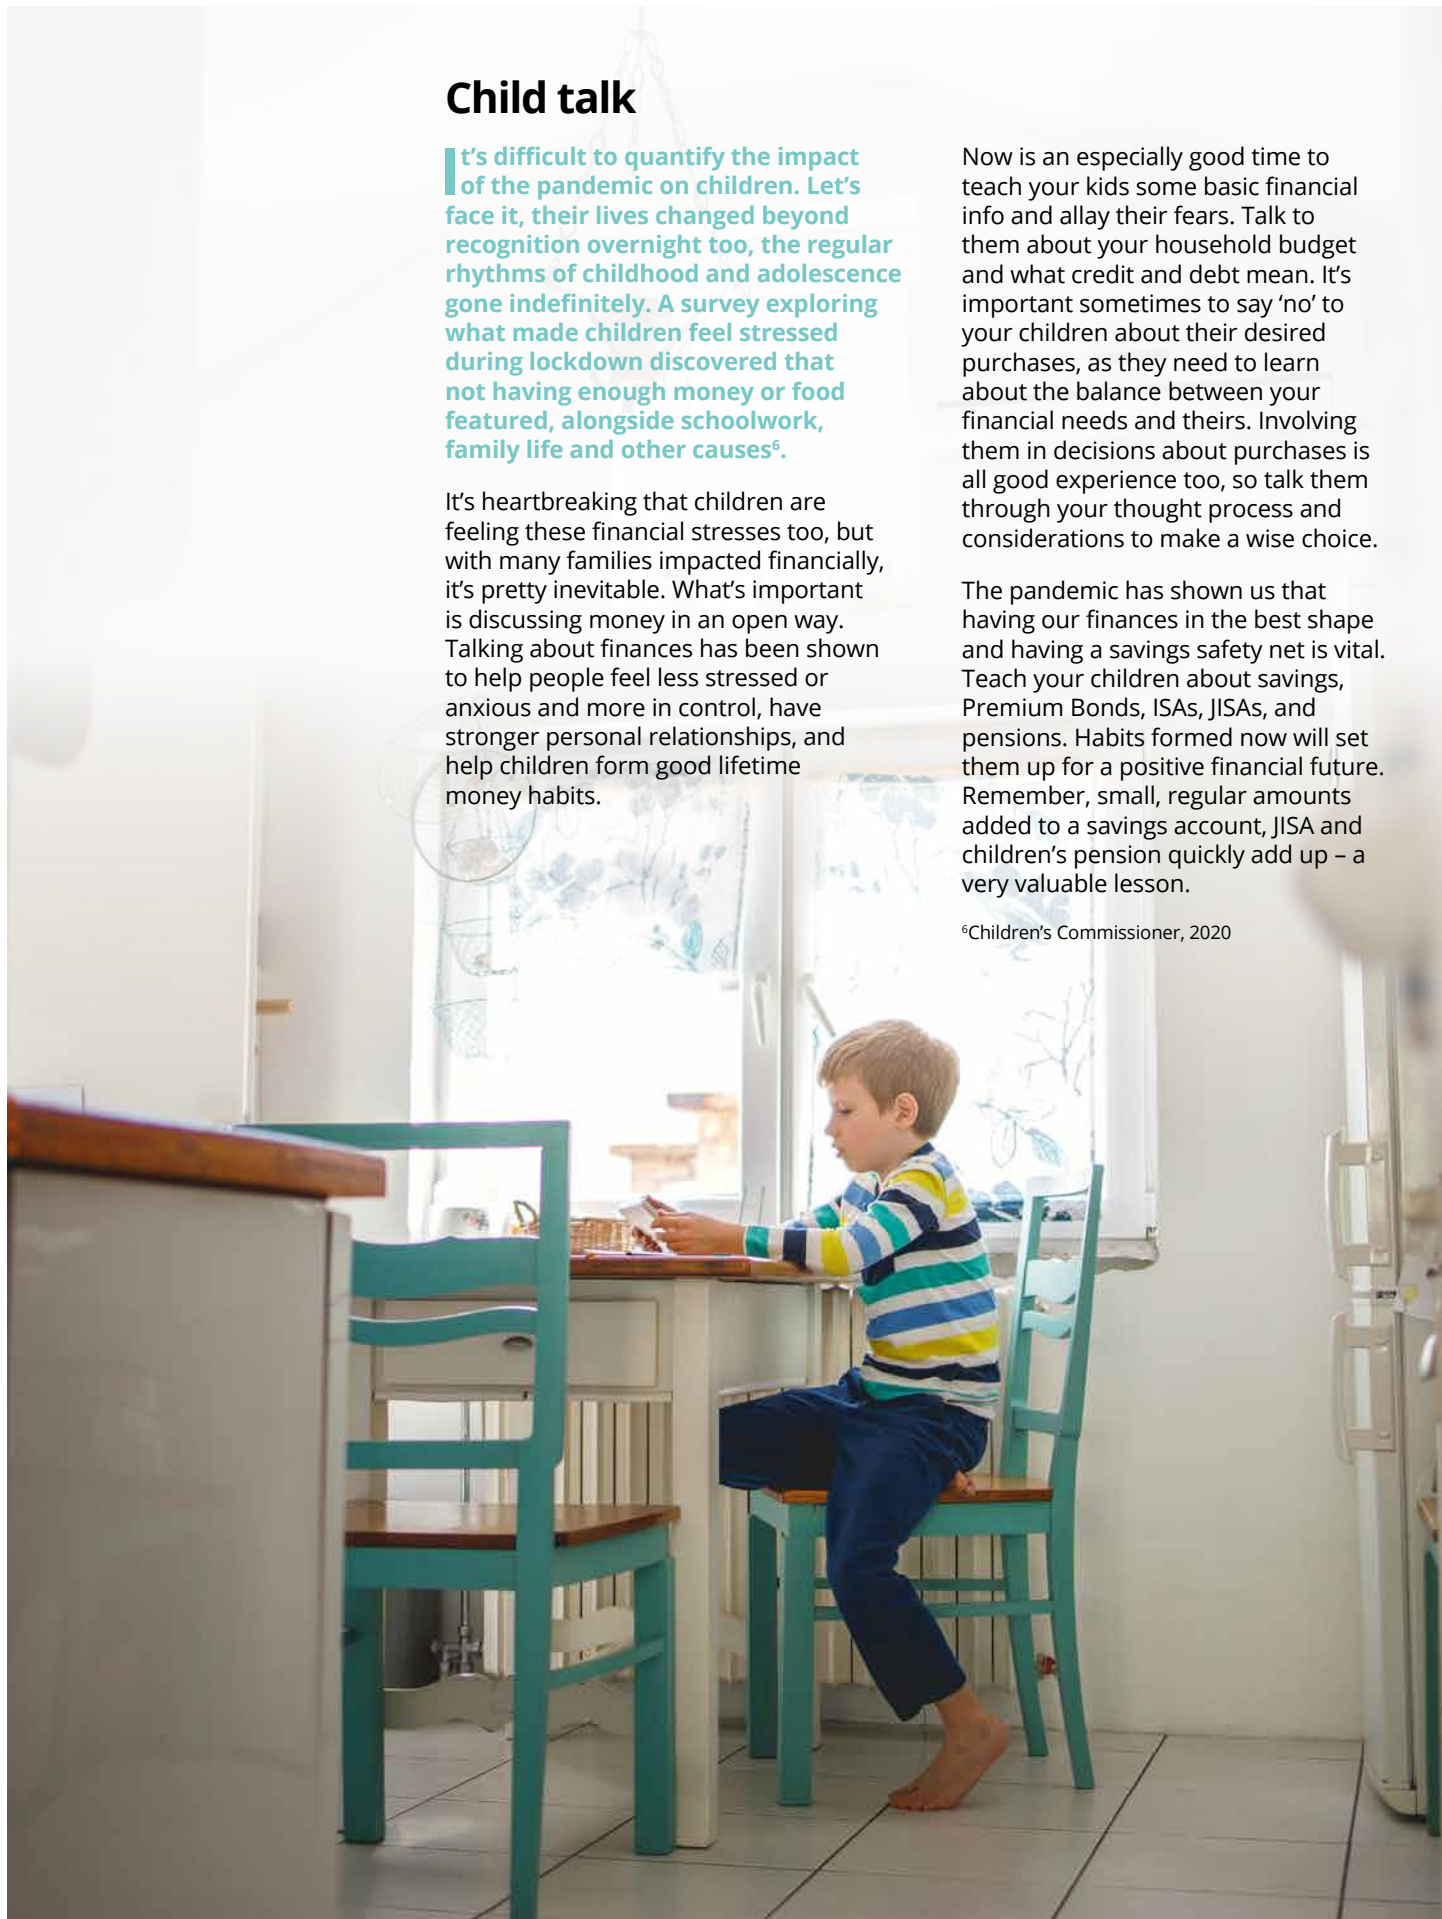 Child talk
It’s difficult to quantify the impact
of the pandemic on children. Let’s
face it, their lives changed beyond
recognition overnight too, the regular
rhythms of childhood and adolescence
gone indefinitely. A survey exploring
what made children feel stressed
during lockdown discovered that
not having enough money or food
featured, alongside schoolwork,
family life and other causes⁶.
It’s heartbreaking that children are
feeling these financial stresses too, but
with many families impacted financially,
it’s pretty inevitable. What’s important
is discussing money in an open way.
Talking about finances has been shown
to help people feel less stressed or
anxious and more in control, have
stronger personal relationships, and
help children form good lifetime
money habits.
Now is an especially good time to
teach your kids some basic financial
info and allay their fears. Talk to
them about your household budget
and what credit and debt mean. It’s
important sometimes to say ‘no’ to
your children about their desired
purchases, as they need to learn
about the balance between your
financial needs and theirs. Involving
them in decisions about purchases is
all good experience too, so talk them
through your thought process and
considerations to make a wise choice.
The pandemic has shown us that
having our finances in the best shape
and having a savings safety net is vital.
Teach your children about savings,
Premium Bonds, ISAs, JISAs, and
pensions. Habits formed now will set
them up for a positive financial future.
Remember, small, regular amounts
added to a savings account, JISA and
children’s pension quickly add up – a
very valuable lesson.
⁶Children’s Commissioner, 2020